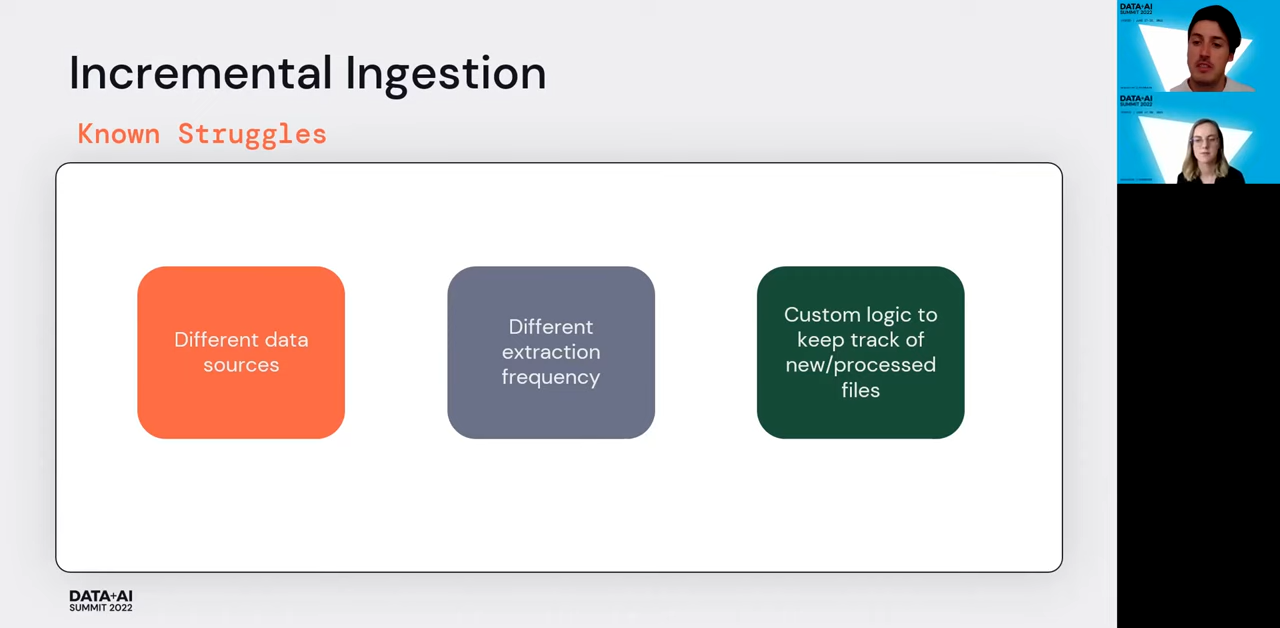 Incremental Ingestion
Known Struggles
Different data
sources
Different
extraction
frequency
Custom logic to
keep track of
new/processed
files
DATA+AI
SUMMIT 2022
DATA+AI
SUMMIT 2022
DATA+AI
SUMMIT 2022